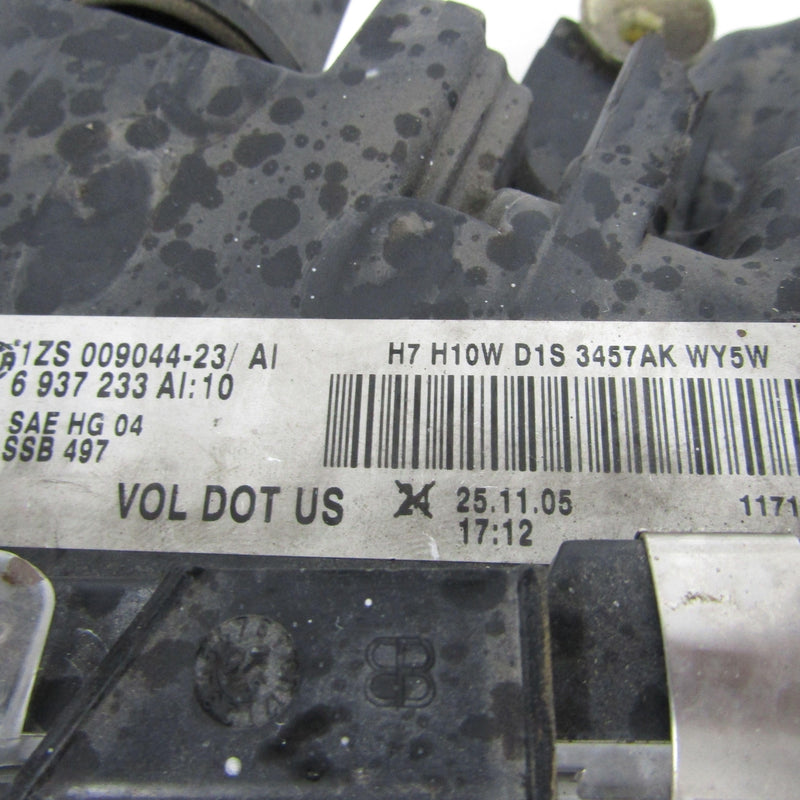 1ZS 009044-23/ AI
6 937 233 AI:10
SAE HG 04
SSB 497
H7 H10W D1S 3457AK WY5W
VOL DOT US
24 25.11.05
17:12
1171